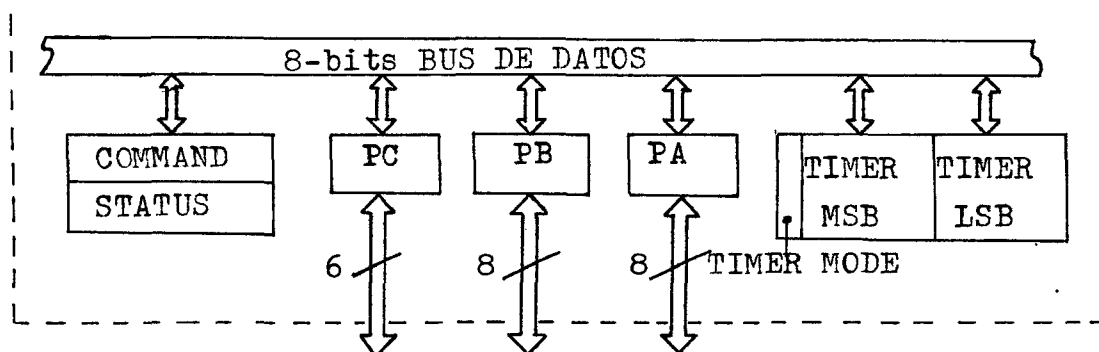 8-bits BUS DE DATOS
COMMAND
STATUS
PC
PB
PA
TIMER
MSB
TIMER
LSB
6
8
8
TIMER MODE